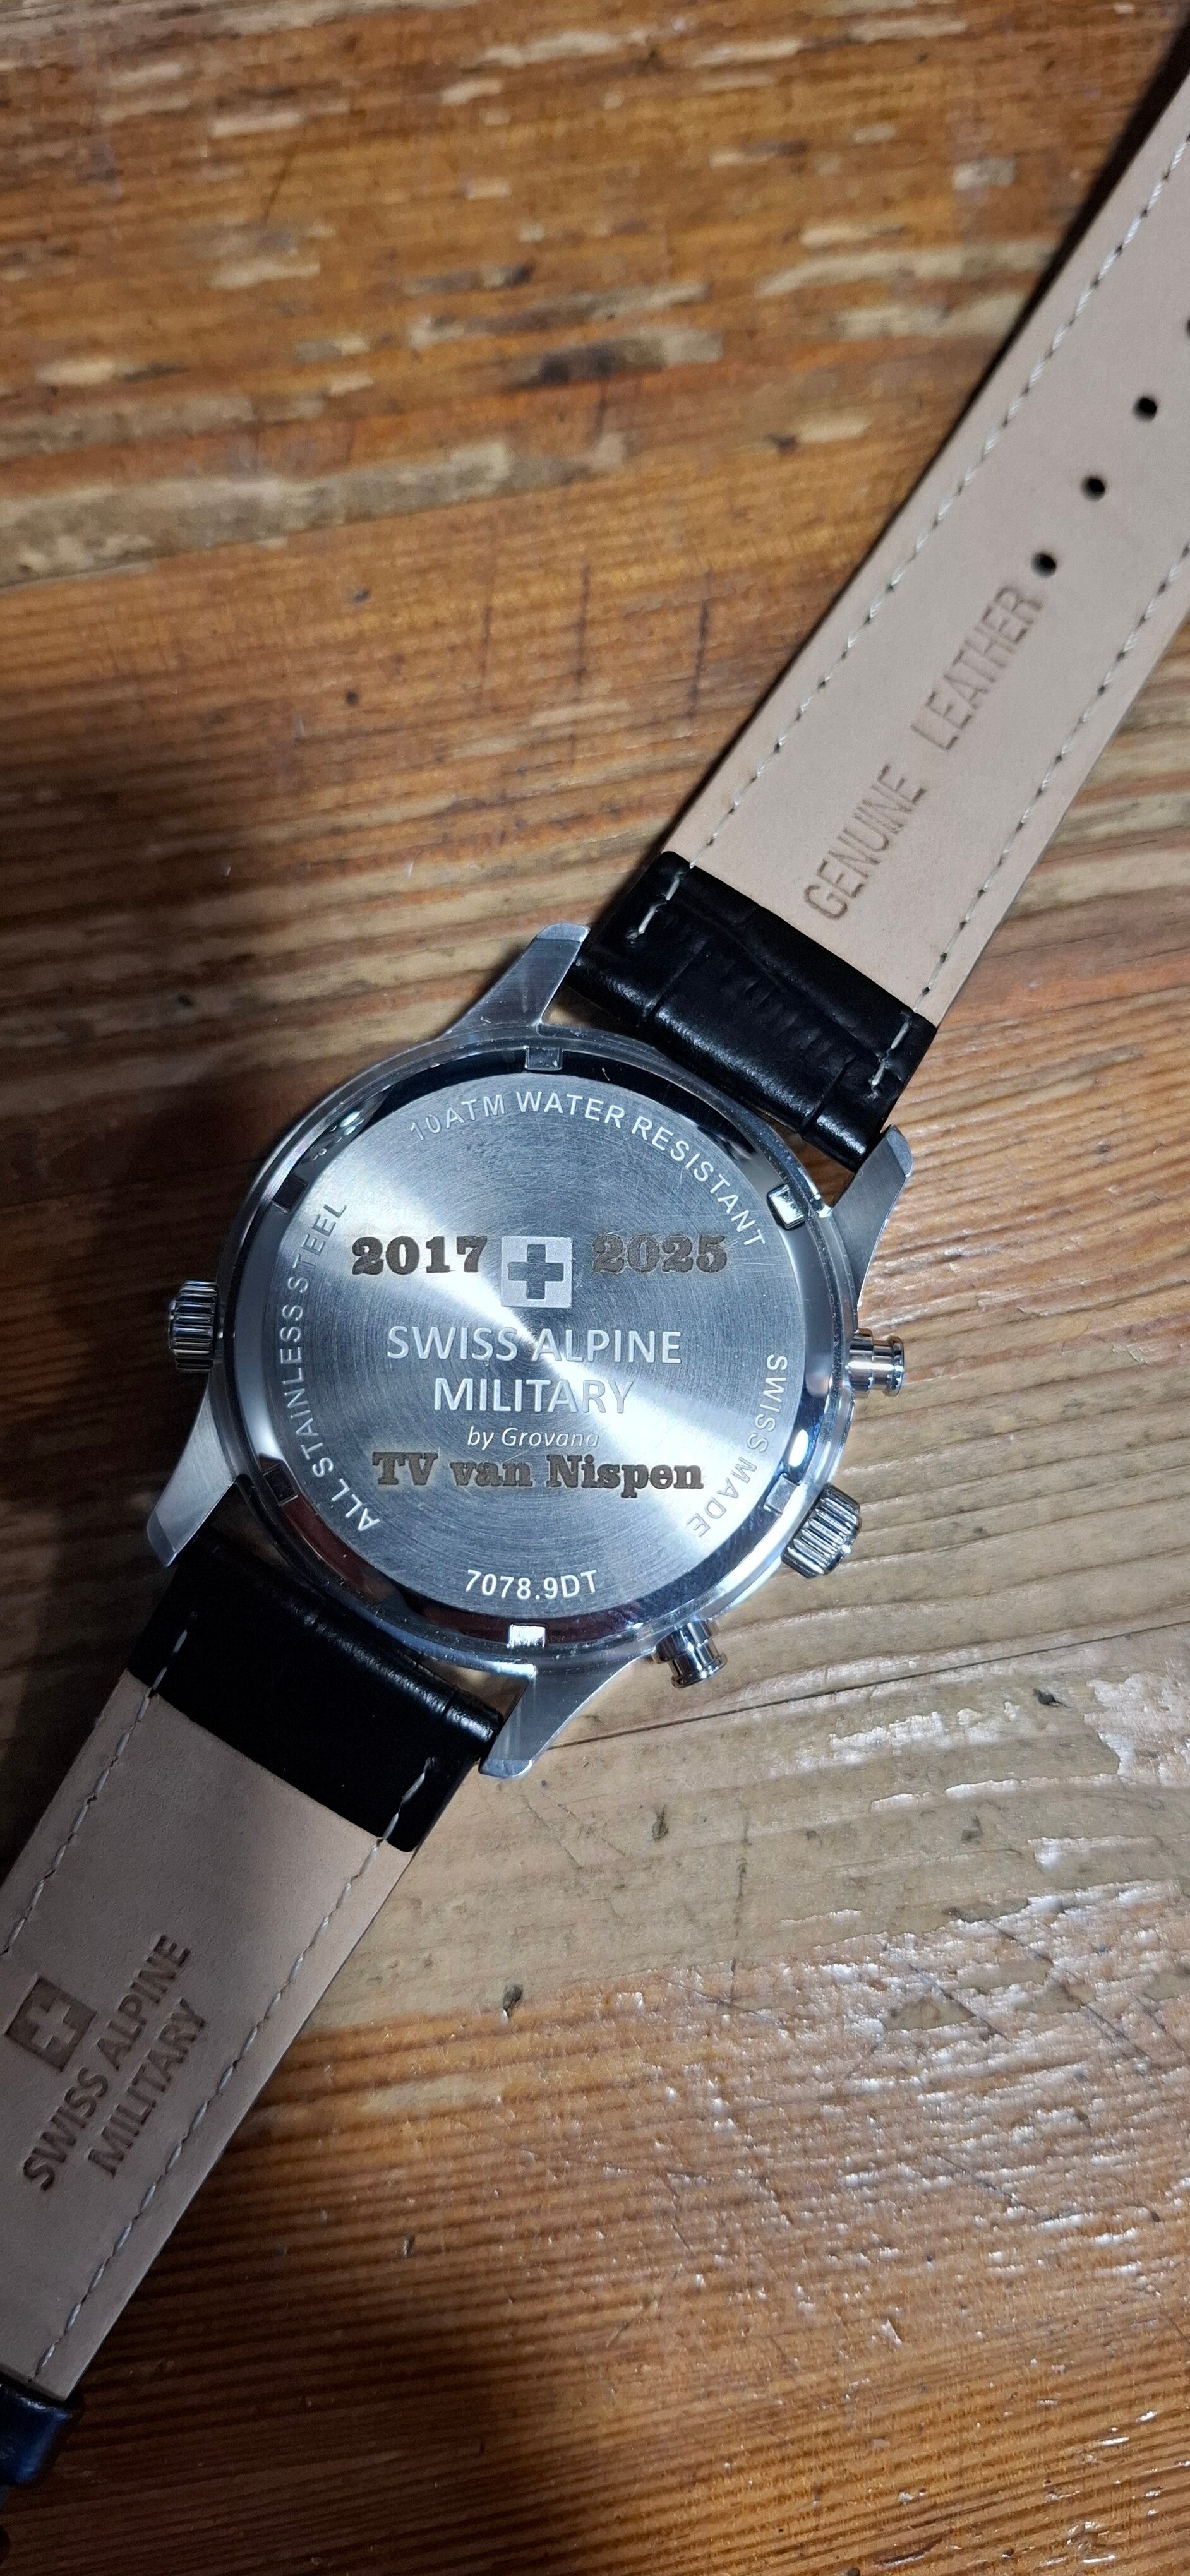 GENUINE LEATHER
10ATM WATER RESISTANT
ALL STAINLESS STEEL
2017 2025
SWISS ALPINE
MILITARY
by Grovana
TV van Nispen
SWISS MADE
7078.9DT
SWISS ALPINE
MILITARY